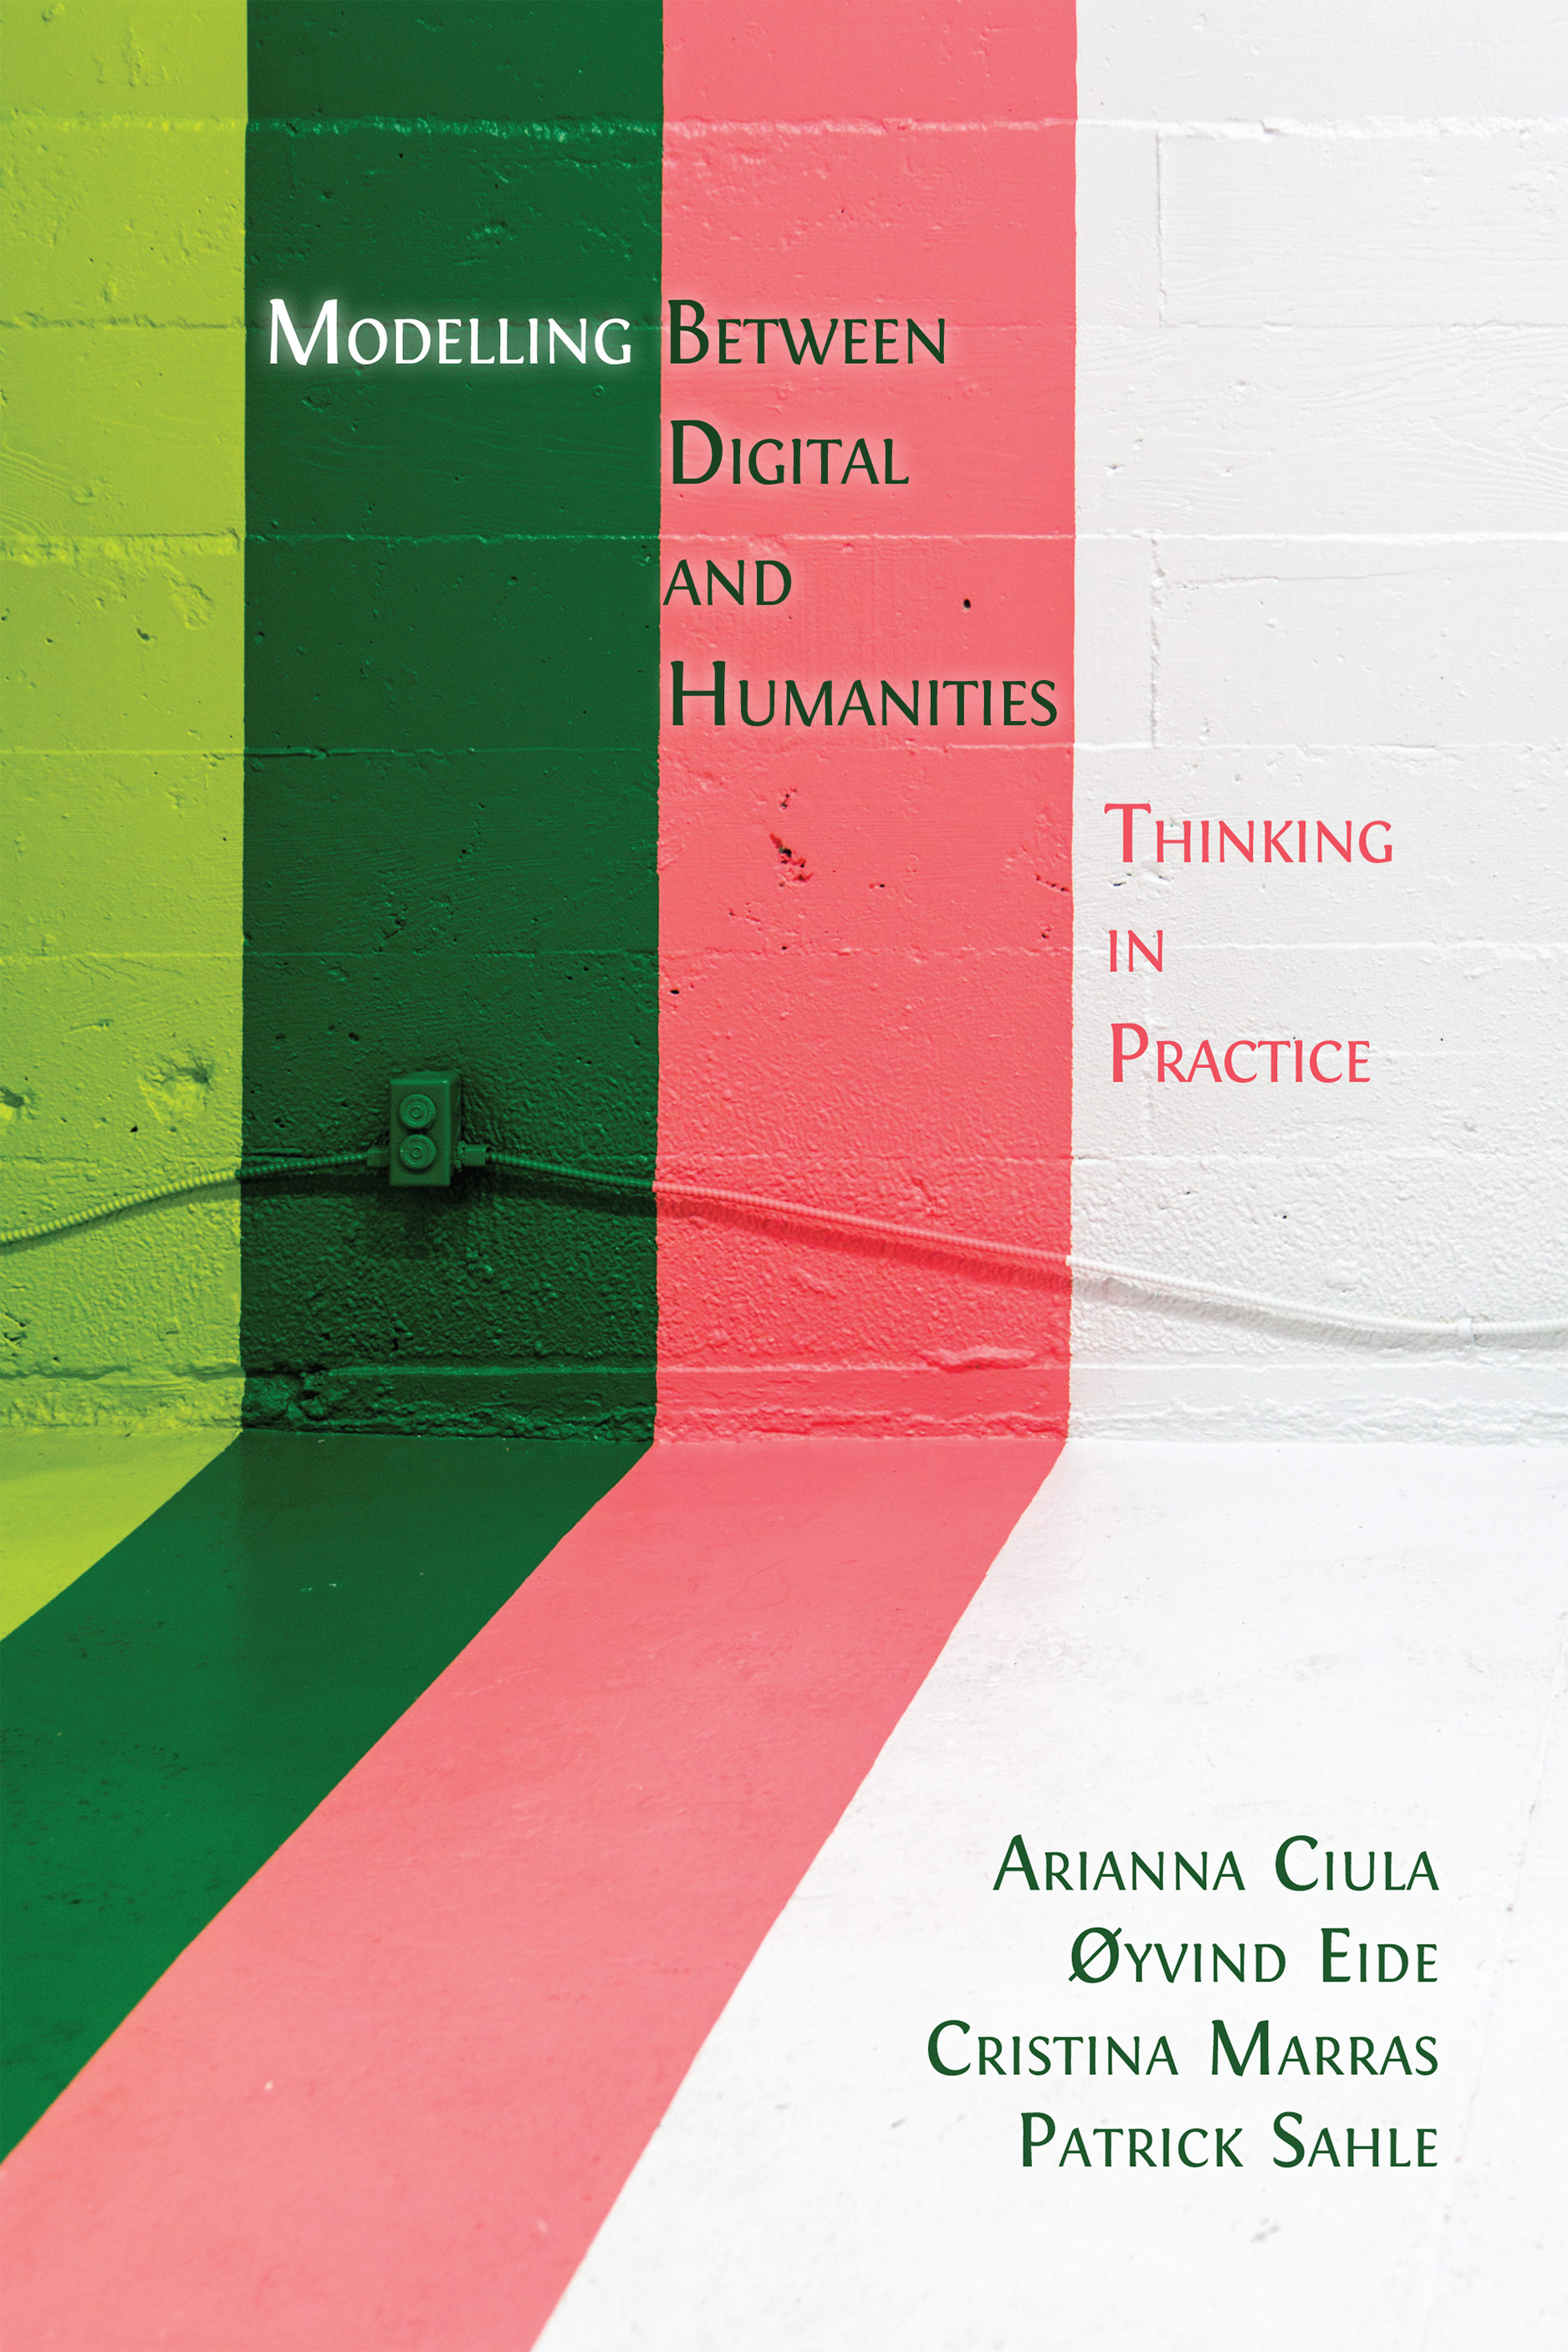 Modelling Between
Digital
and
Humanities
Thinking
in
Practice
Arianna Ciula
Øyvind Eide
Cristina Marras
Patrick Sahle